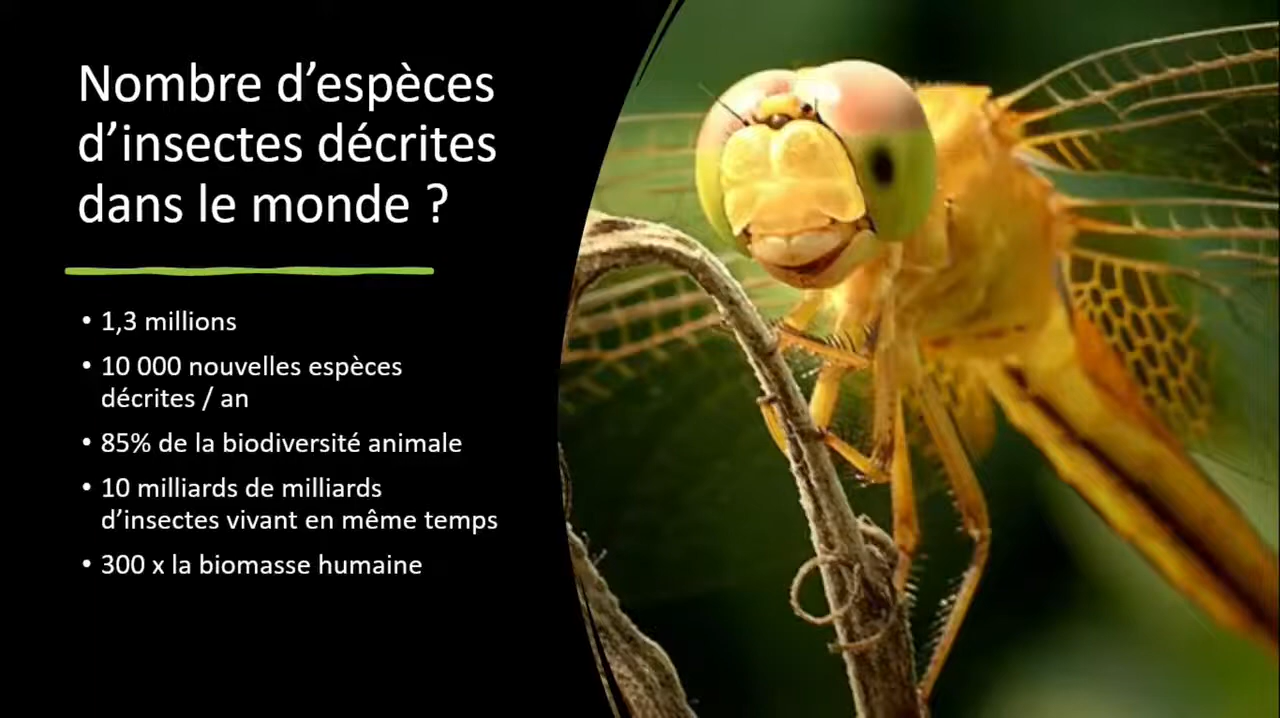 Nombre d’espèces
d’insectes décrites
dans le monde ?
• 1,3 millions
• 10 000 nouvelles espèces
décrites / an
• 85% de la biodiversité animale
• 10 milliards de milliards
d’insectes vivant en même temps
• 300 x la biomasse humaine